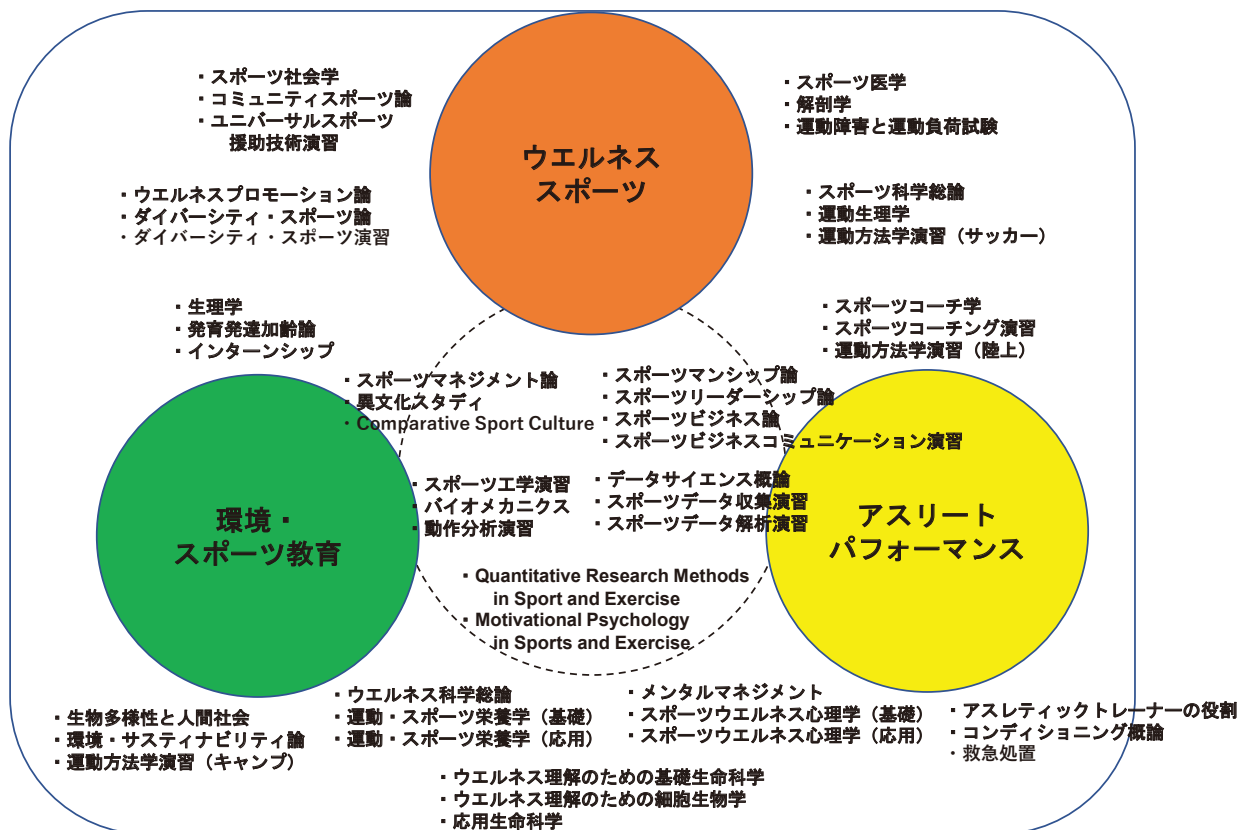 ・スポーツ社会学
・コミュニティスポーツ論
・ユニバーサルスポーツ
援助技術演習
・スポーツ医学
・解剖学
・運動障害と運動負荷試験
ウエルネス
スポーツ
・ウエルネスプロモーション論
・ダイバーシティ・スポーツ論
・ダイバーシティ・スポーツ演習
・スポーツ科学総論
・運動生理学
・運動方法学演習（サッカー）
・生理学
・発育発達加齢論
・インターンシップ
・スポーツコーチ学
・スポーツコーチング演習
・運動方法学演習（陸上）
・スポーツマネジメント論
・異文化スタディ
・Comparative Sport Culture
・スポーツマンシップ論
・スポーツリーダーシップ論
・スポーツビジネス論
・スポーツビジネスコミュニケーション演習
環境・
スポーツ教育
・スポーツ工学演習
・バイオメカニクス
・動作分析演習
・データサイエンス概論
・スポーツデータ収集演習
・スポーツデータ解析演習
アスリート
パフォーマンス
・Quantitative Research Methods
in Sport and Exercise
・Motivational Psychology
in Sports and Exercise
・生物多様性と人間社会
・環境・サスティナビリティ論
・運動方法学演習（キャンプ）
・ウエルネス科学総論
・運動・スポーツ栄養学（基礎）
・運動・スポーツ栄養学（応用）
・メンタルマネジメント
・スポーツウエルネス心理学（基礎）
・スポーツウエルネス心理学（応用）
・アスレティックトレーナーの役割
・コンディショニング概論
・救急処置
・ウエルネス理解のための基礎生命科学
・ウエルネス理解のための細胞生物学
・応用生命科学